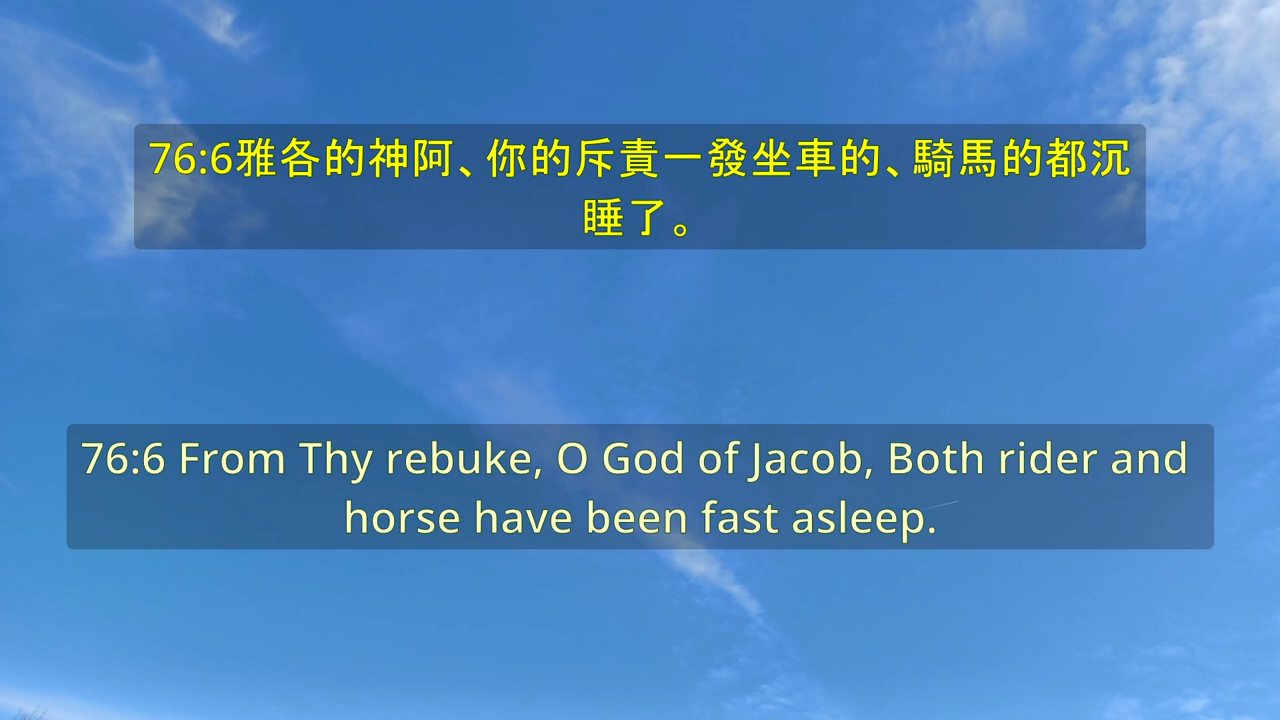 76:6雅各的神阿、你的斥責一發坐車的、騎馬的都沉
睡了。
76:6 From Thy rebuke, O God of Jacob, Both rider and
horse have been fast asleep.